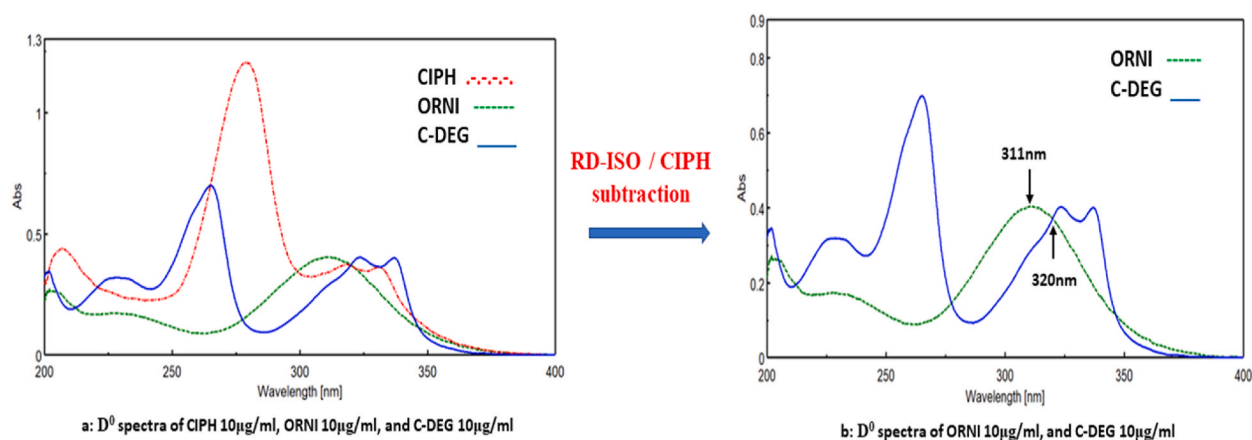 1.3
1
0.5
0
Abs
200
250
300
350
400
Wavelength [nm]
CIPH
ORNI
C-DEG
a: D⁰ spectra of CIPH 10µg/ml, ORNI 10µg/ml, and C-DEG 10µg/ml
RD-ISO / CIPH
subtraction
0.9
0.8
0.6
0.4
0.2
0
Abs
200
250
300
350
400
Wavelength [nm]
ORNI
C-DEG
311nm
320nm
b: D⁰ spectra of ORNI 10µg/ml, and C-DEG 10µg/ml